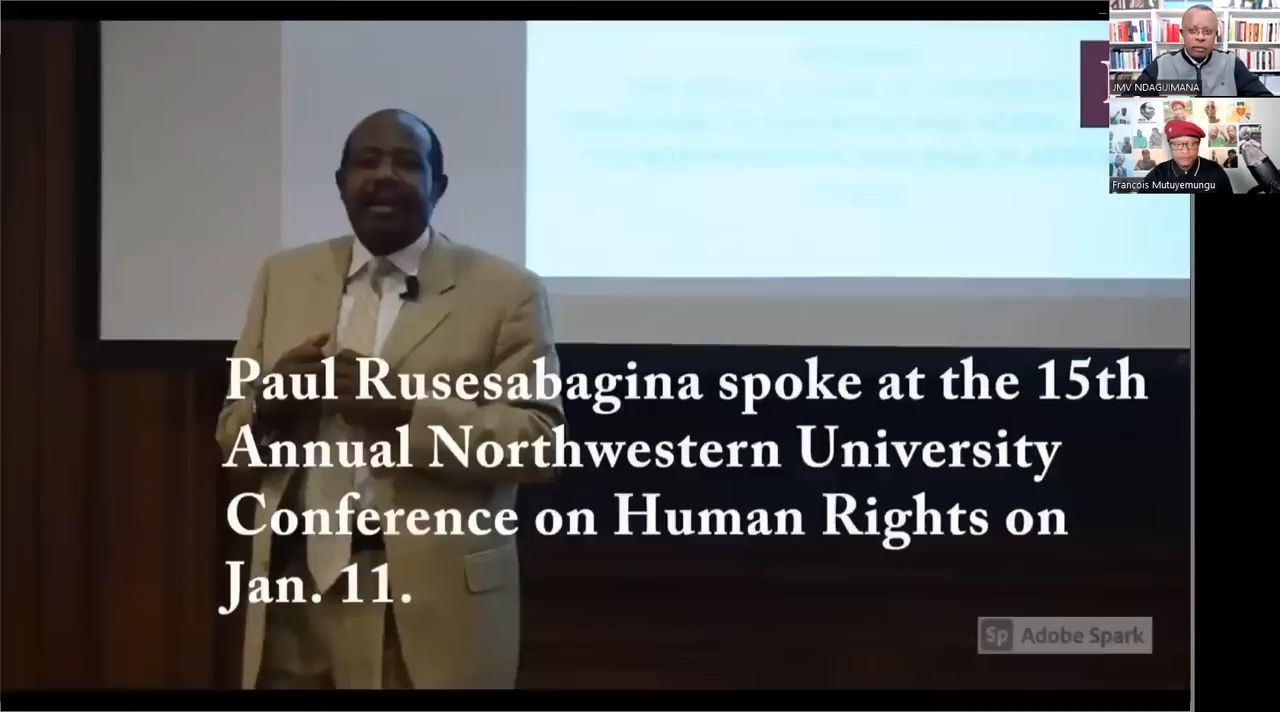 JMV NDAGIJIMANA
Francois Mutuyemungu
Paul Rusesabagina spoke at the 15th
Annual Northwestern University
Conference on Human Rights on
Jan. 11.
Sp Adobe Spark